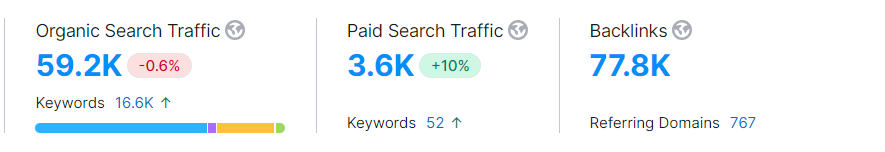 Organic Search Traffic
59.2K -0.6%
Keywords 16.6K ↑
Paid Search Traffic
3.6K +10%
Keywords 52 ↑
Backlinks
77.8K
Referring Domains 767